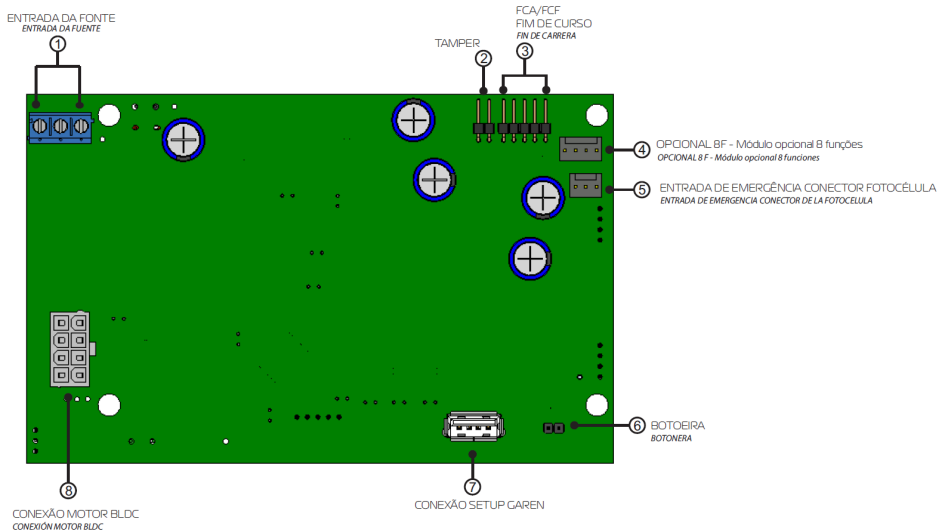 ENTRADA DA FONTE
ENTRADA DA FUENTE
1
TAMPER
2
FCA/FCF
FIM DE CURSO
FIN DE CARRERA
3
4 OPCIONAL 8F - Módulo opcional 8 funções
OPCIONAL 8 F - Módulo opcional 8 funciones
5 ENTRADA DE EMERGÊNCIA CONECTOR FOTOCÉLULA
ENTRADA DE EMERGENCIA CONECTOR DE LA FOTOCELULA
6 BOTOEIRA
BOTONERA
7
CONEXÃO SETUP GAREN
8
CONEXÃO MOTOR BLDC
CONEXIÓN MOTOR BLDC